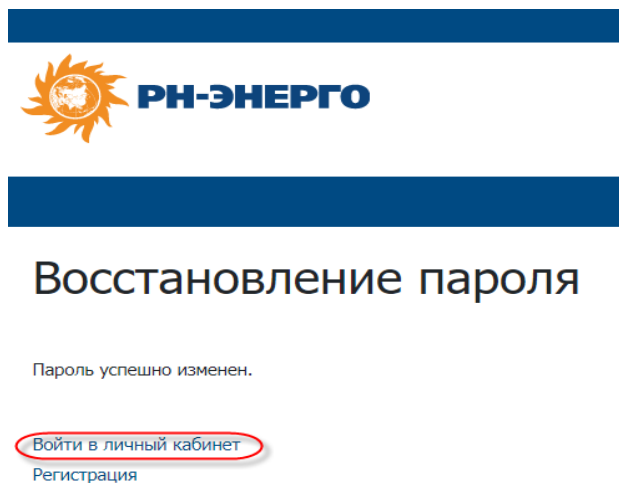 РН-ЭНЕРГО
Восстановление пароля
Пароль успешно изменен.
Войти в личный кабинет
Регистрация